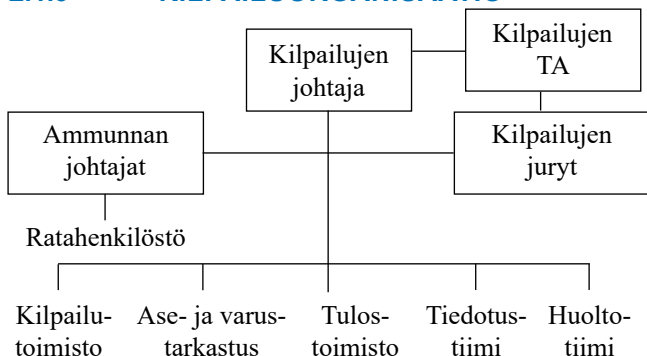 Kilpailujen
TA
Kilpailujen
johtaja
Ammunnan
johtajat
Kilpailujen
juryt
Ratahenkilöstö
Kilpailu-
toimisto
Ase- ja varus-
tarkastus
Tulos-
toimisto
Tiedotus-
tiimi
Huolto-
tiimi